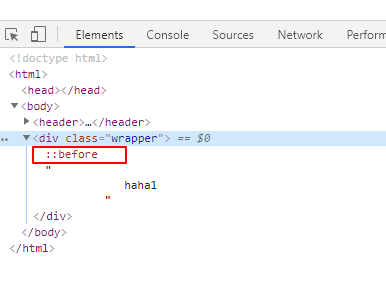 Elements Console Sources Network Perform
<!doctype html>
<html>
<head></head>
▼<body>
▶<header>…</header>
••▼<div class="wrapper"> == $0
::before
"
haha1
"
</div>
</body>
</html>